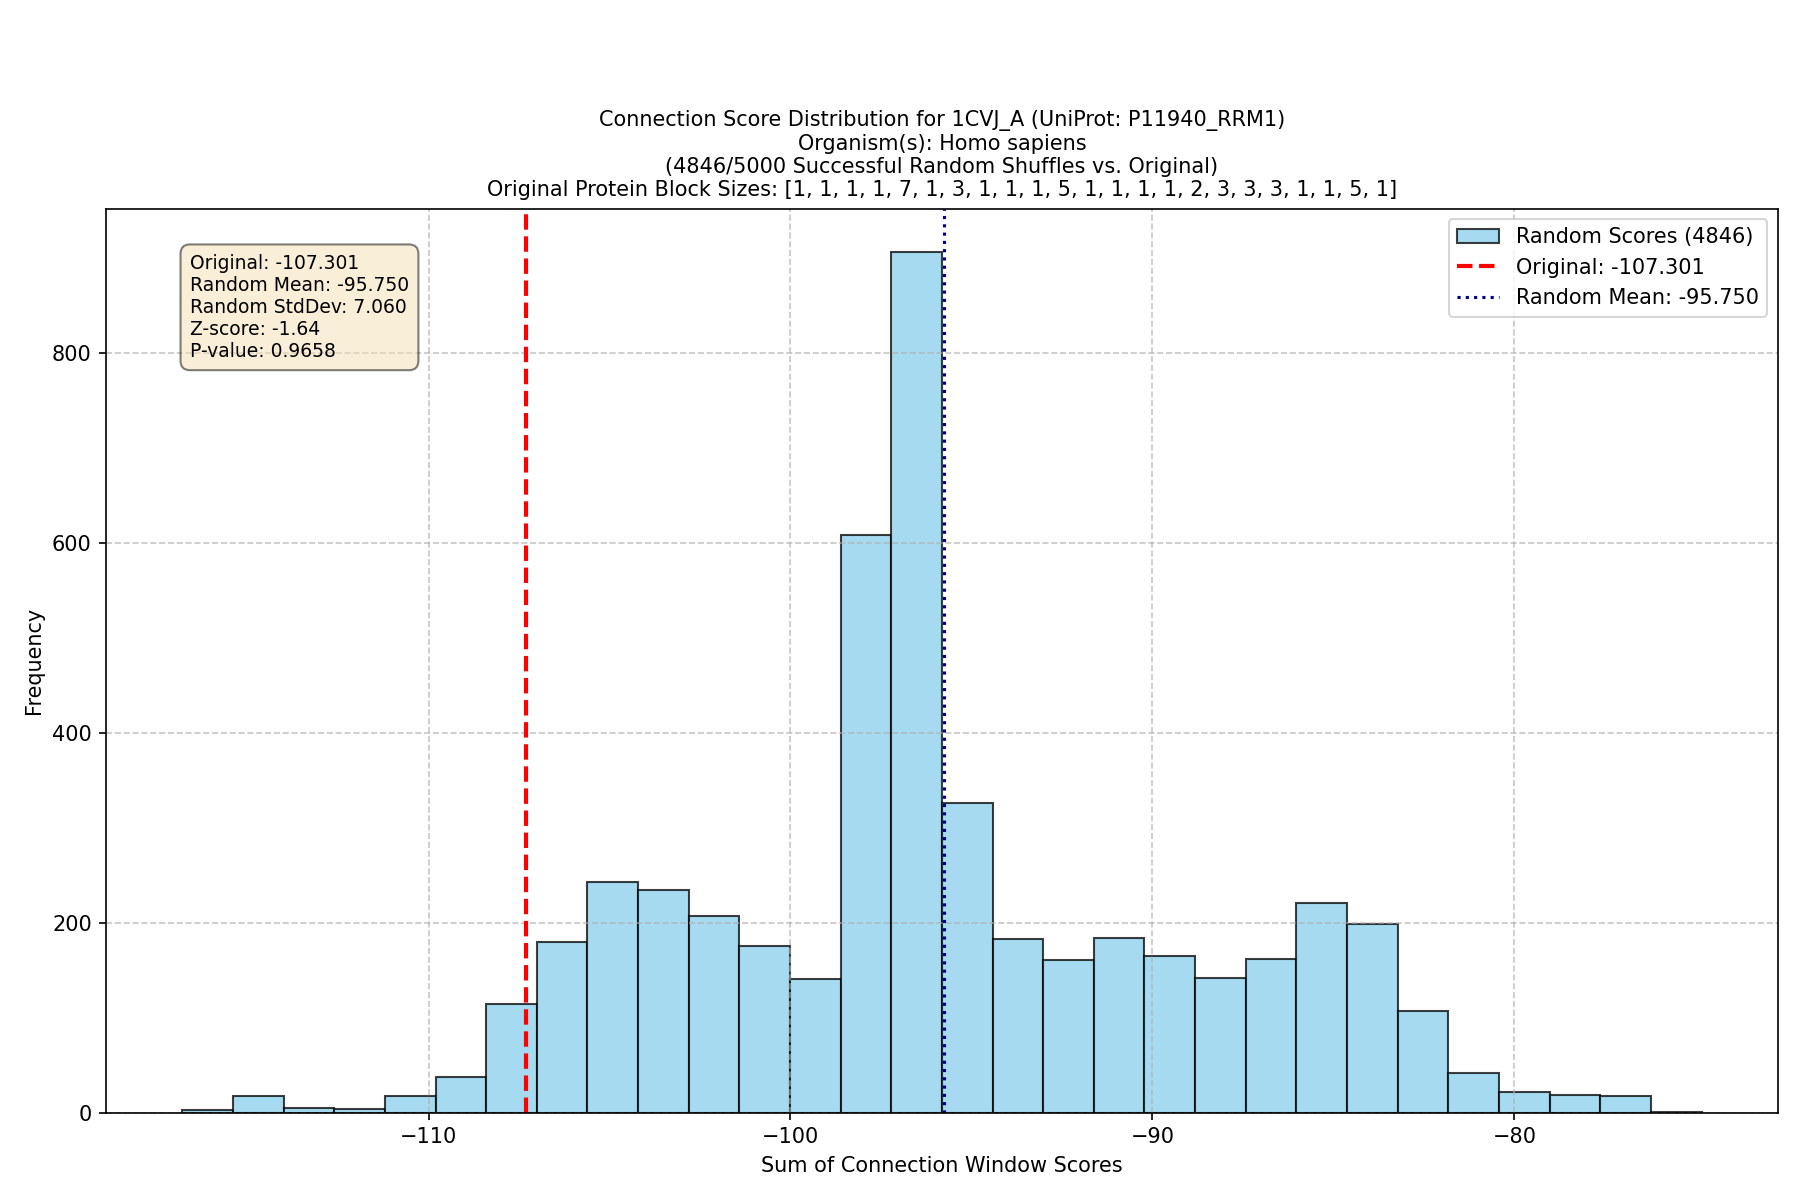 Connection Score Distribution for 1CVJ_A (UniProt: P11940_RRM1)
Organism(s): Homo sapiens
(4846/5000 Successful Random Shuffles vs. Original)
Original Protein Block Sizes: [1, 1, 1, 1, 7, 1, 3, 1, 1, 1, 5, 1, 1, 1, 1, 2, 3, 3, 3, 1, 1, 5, 1]
Original: -107.301
Random Mean: -95.750
Random StdDev: 7.060
Z-score: -1.64
P-value: 0.9658
Random Scores (4846)
Original: -107.301
Random Mean: -95.750
Frequency
800
600
400
200
0
−110
−100
−90
−80
Sum of Connection Window Scores